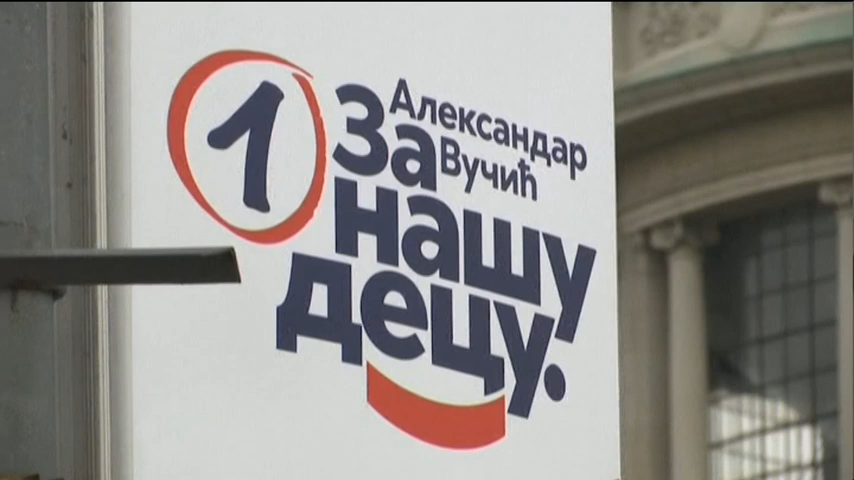 1
Александар
Вучић
За
нашу
децу.